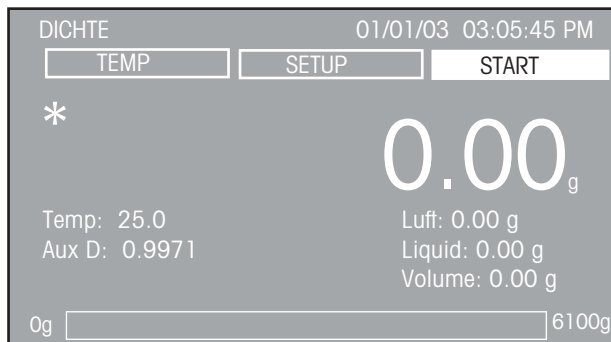 DICHTE 01/01/03 03:05:45 PM
TEMP SETUP START
* 0.00 g
Temp: 25.0 Luft: 0.00 g
Aux D: 0.9971 Liquid: 0.00 g
Volume: 0.00 g
0g 6100g